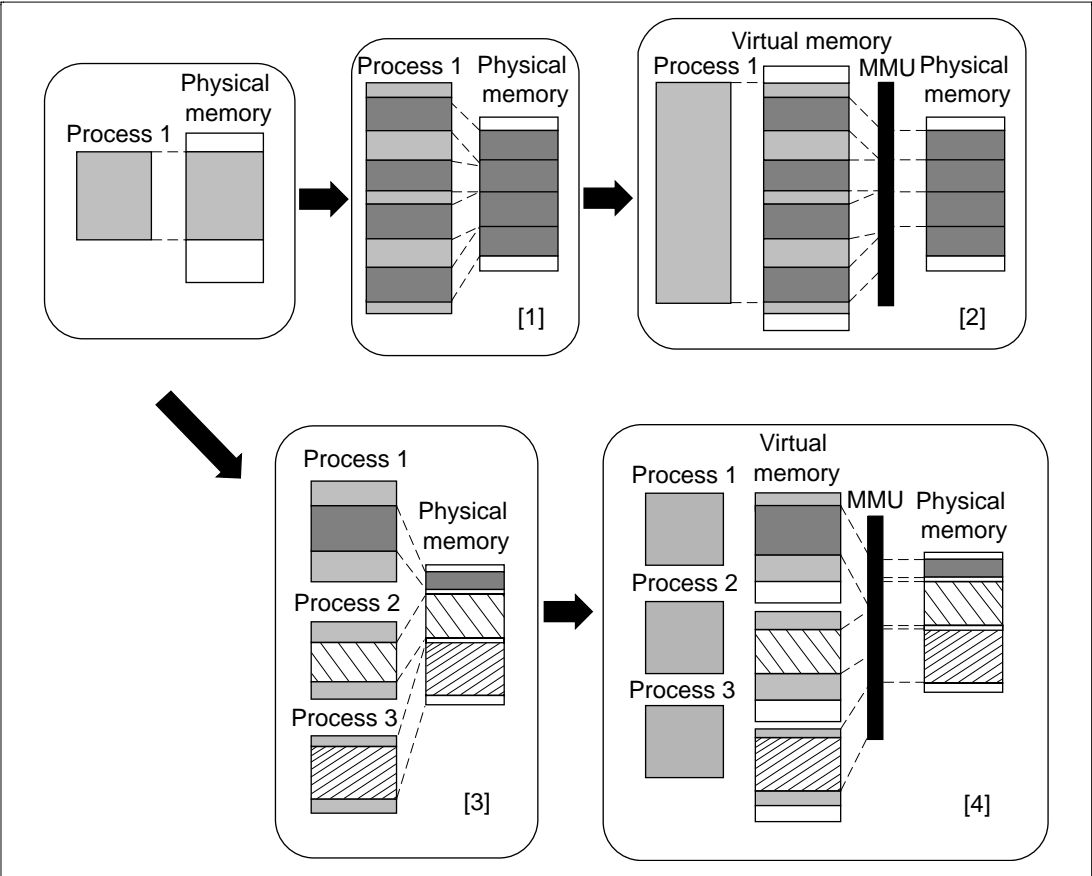 Process 1
Physical
memory
Process 1
Physical
memory
[1]
Virtual memory
Process 1
MMU
Physical
memory
[2]
Process 1
Physical
memory
Process 2
Process 3
[3]
Virtual
memory
Process 1
MMU
Physical
memory
Process 2
Process 3
[4]